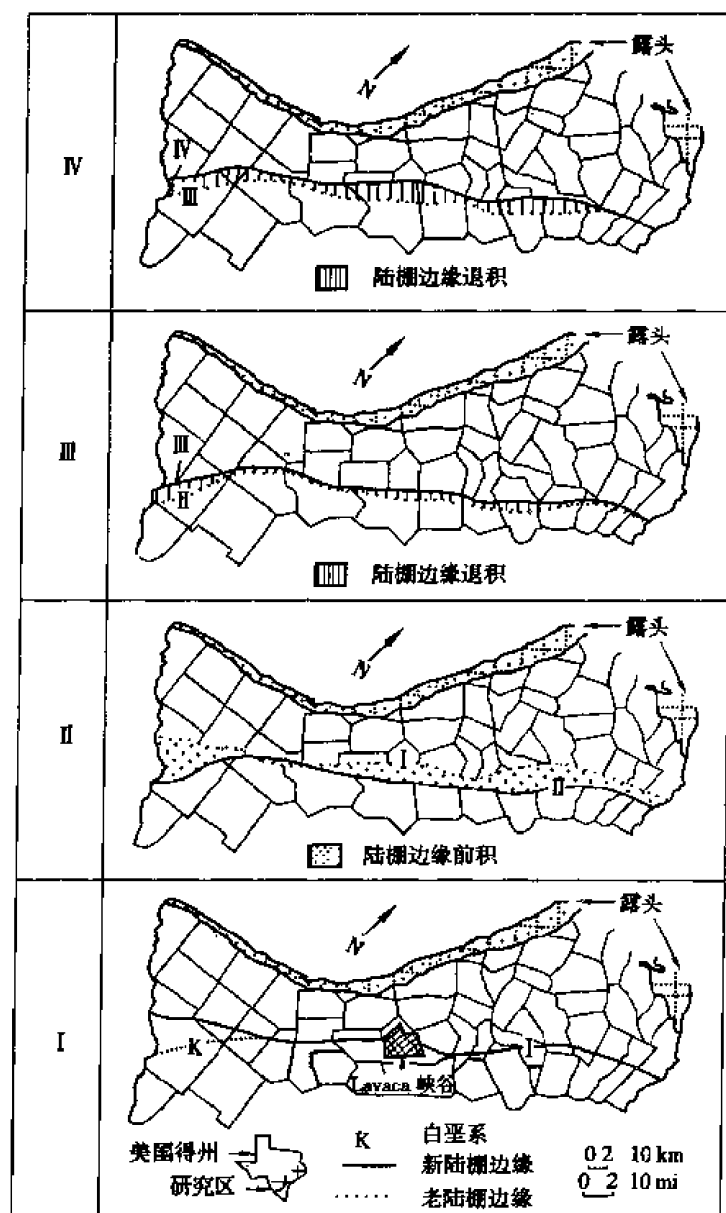 露头
N
Ⅳ
Ⅳ
Ⅲ
陆棚边缘退积
露头
N
Ⅲ
Ⅲ
Ⅱ
陆棚边缘退积
露头
N
Ⅱ
Ⅰ
Ⅱ
陆棚边缘前积
露头
N
Ⅰ
K
Ⅰ
Lavaca 峡谷
美国得州
研究区
K 白垩系
新陆棚边缘
老陆棚边缘
0 2 10 km
0 2 10 mi